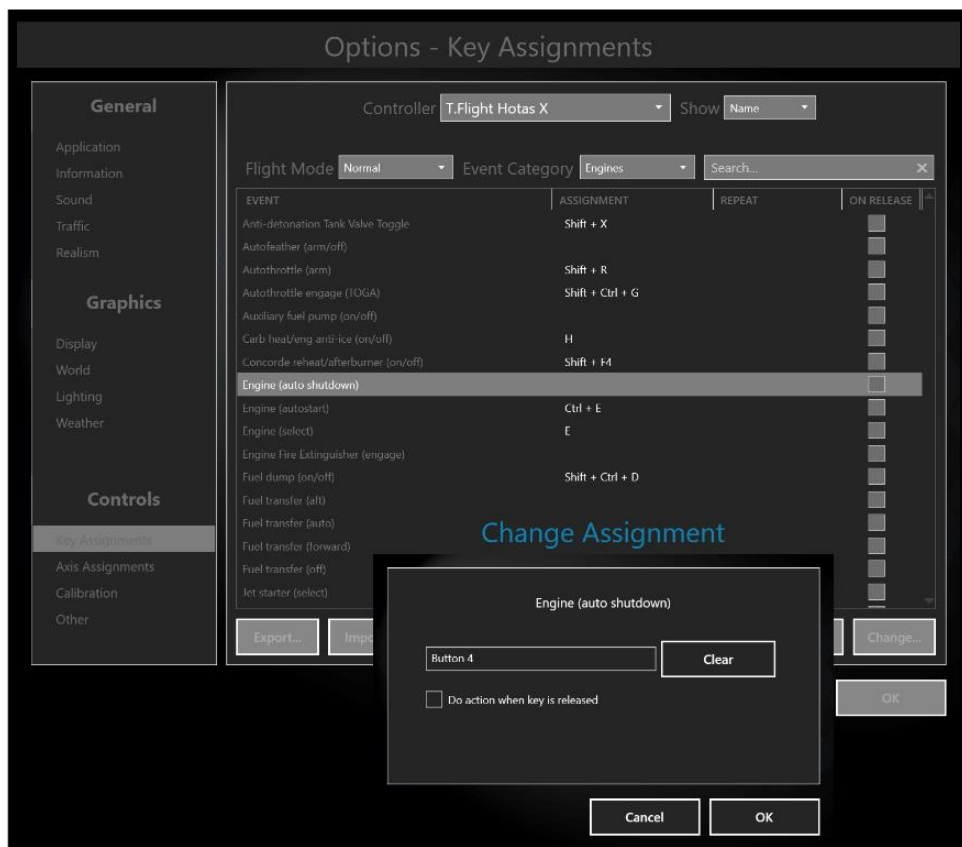 Options - Key Assignments
General
Application
Information
Sound
Traffic
Realism
Graphics
Display
World
Lighting
Weather
Controls
Key Assignments
Axis Assignments
Calibration
Other
Controller T.Flight Hotas X Show Name
Flight Mode Normal Event Category Engines Search... ✕
EVENT ASSIGNMENT REPEAT ON RELEASE
Anti-detonation Tank Valve Toggle Shift + X
Autofeather (arm/off)
Autothrottle (arm) Shift + R
Autothrottle engage (TOGA) Shift + Ctrl + G
Auxiliary fuel pump (on/off)
Carb heat/eng anti-ice (on/off) H
Concorde reheat/afterburner (on/off) Shift + F4
Engine (auto shutdown)
Engine (autostart) Ctrl + E
Engine (select) E
Engine Fire Extinguisher (engage)
Fuel dump (on/off) Shift + Ctrl + D
Fuel transfer (aft)
Fuel transfer (auto)
Fuel transfer (forward)
Fuel transfer (off)
Jet starter (select)
Export... Impo Change...
OK
Change Assignment
Engine (auto shutdown)
Button 4 Clear
Do action when key is released
Cancel OK